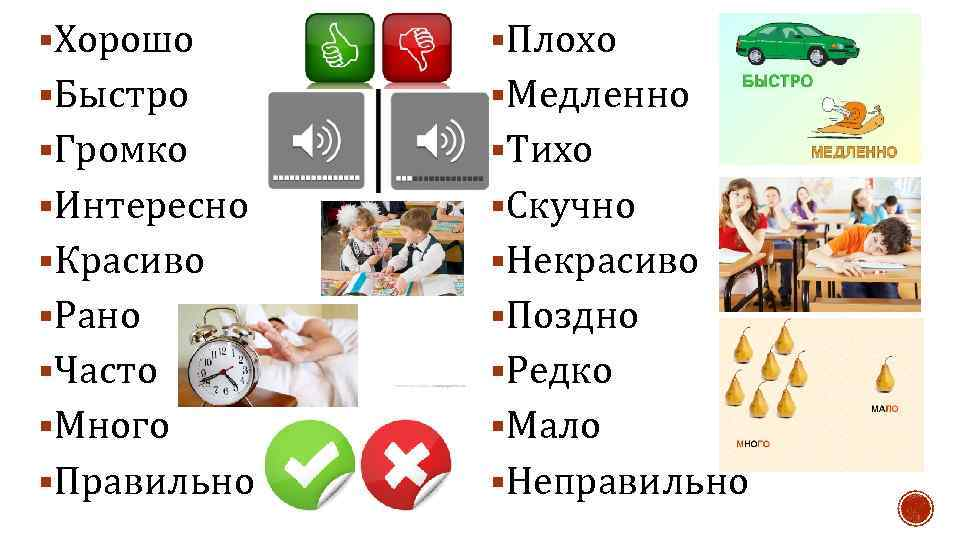 ▪Хорошо
▪Быстро
▪Громко
▪Интересно
▪Красиво
▪Рано
▪Часто
▪Много
▪Правильно
▪Плохо
▪Медленно
▪Тихо
▪Скучно
▪Некрасиво
▪Поздно
▪Редко
▪Мало
▪Неправильно
БЫСТРО
МЕДЛЕННО
МАЛО
МНОГО